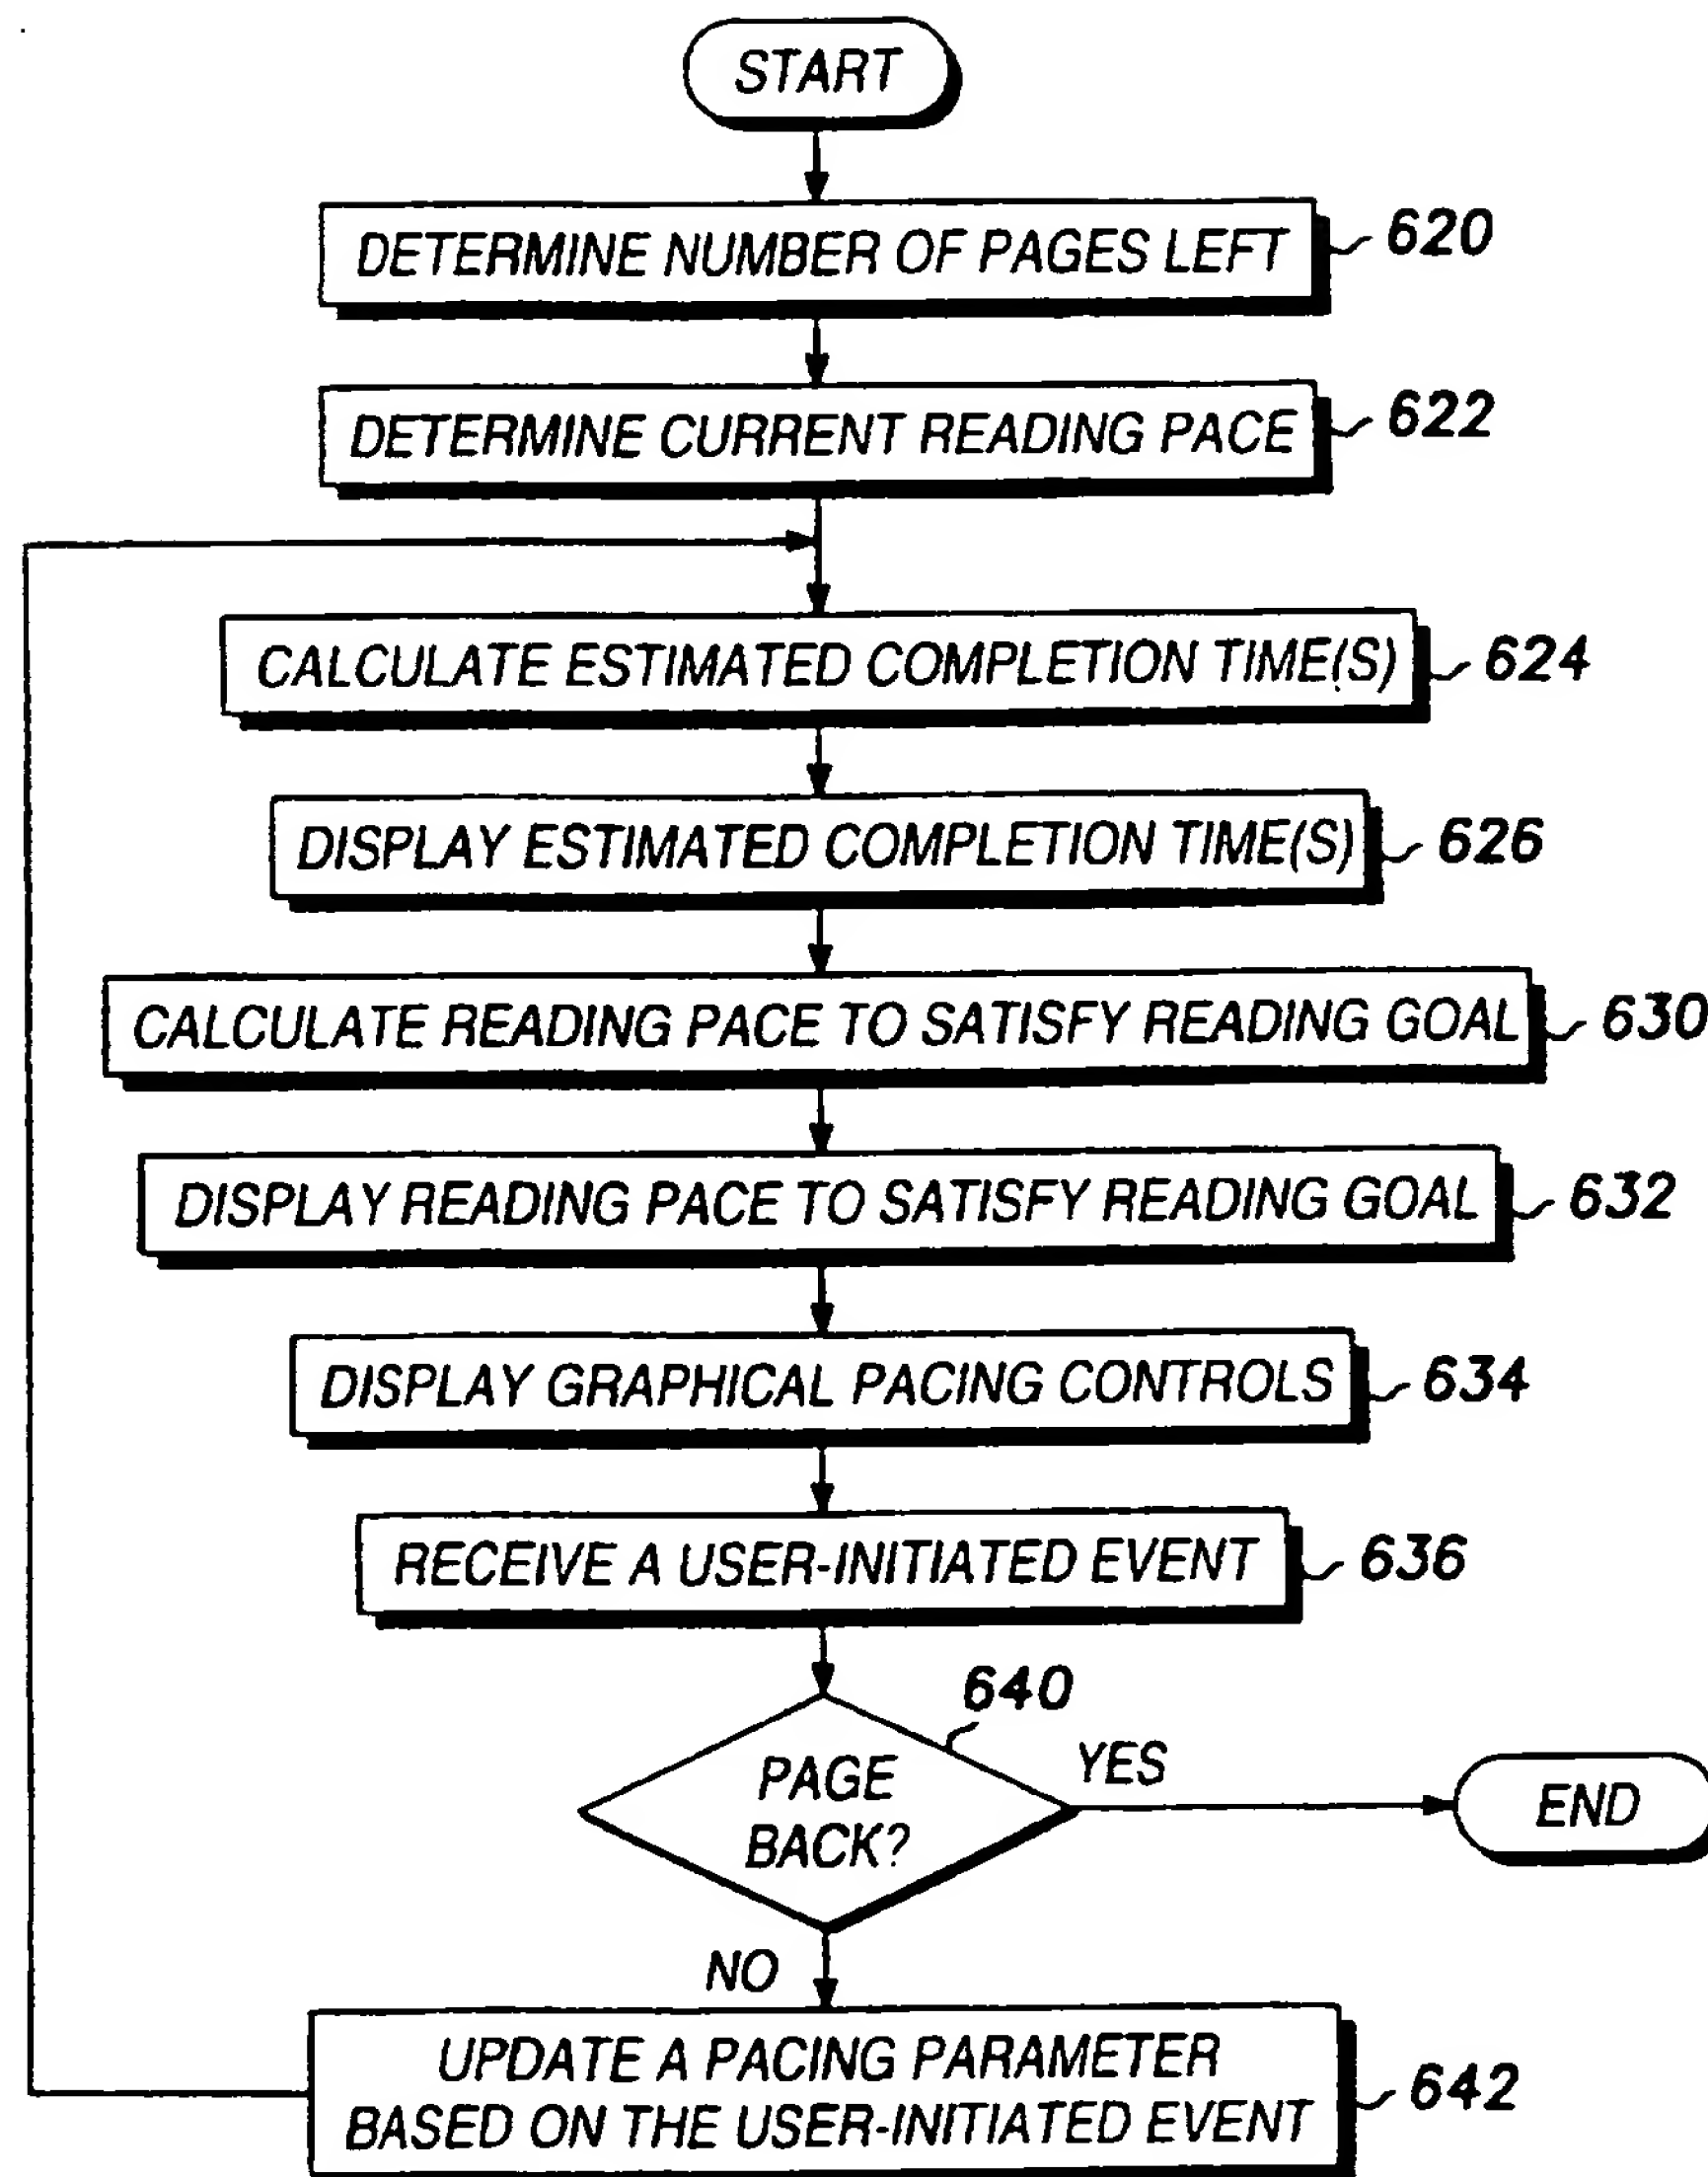 START
DETERMINE NUMBER OF PAGES LEFT
620
DETERMINE CURRENT READING PACE
622
CALCULATE ESTIMATED COMPLETION TIME(S)
624
DISPLAY ESTIMATED COMPLETION TIME(S)
626
CALCULATE READING PACE TO SATISFY READING GOAL
630
DISPLAY READING PACE TO SATISFY READING GOAL
632
DISPLAY GRAPHICAL PACING CONTROLS
634
RECEIVE A USER-INITIATED EVENT
636
640
PAGE
BACK?
YES
END
NO
UPDATE A PACING PARAMETER
BASED ON THE USER-INITIATED EVENT
642